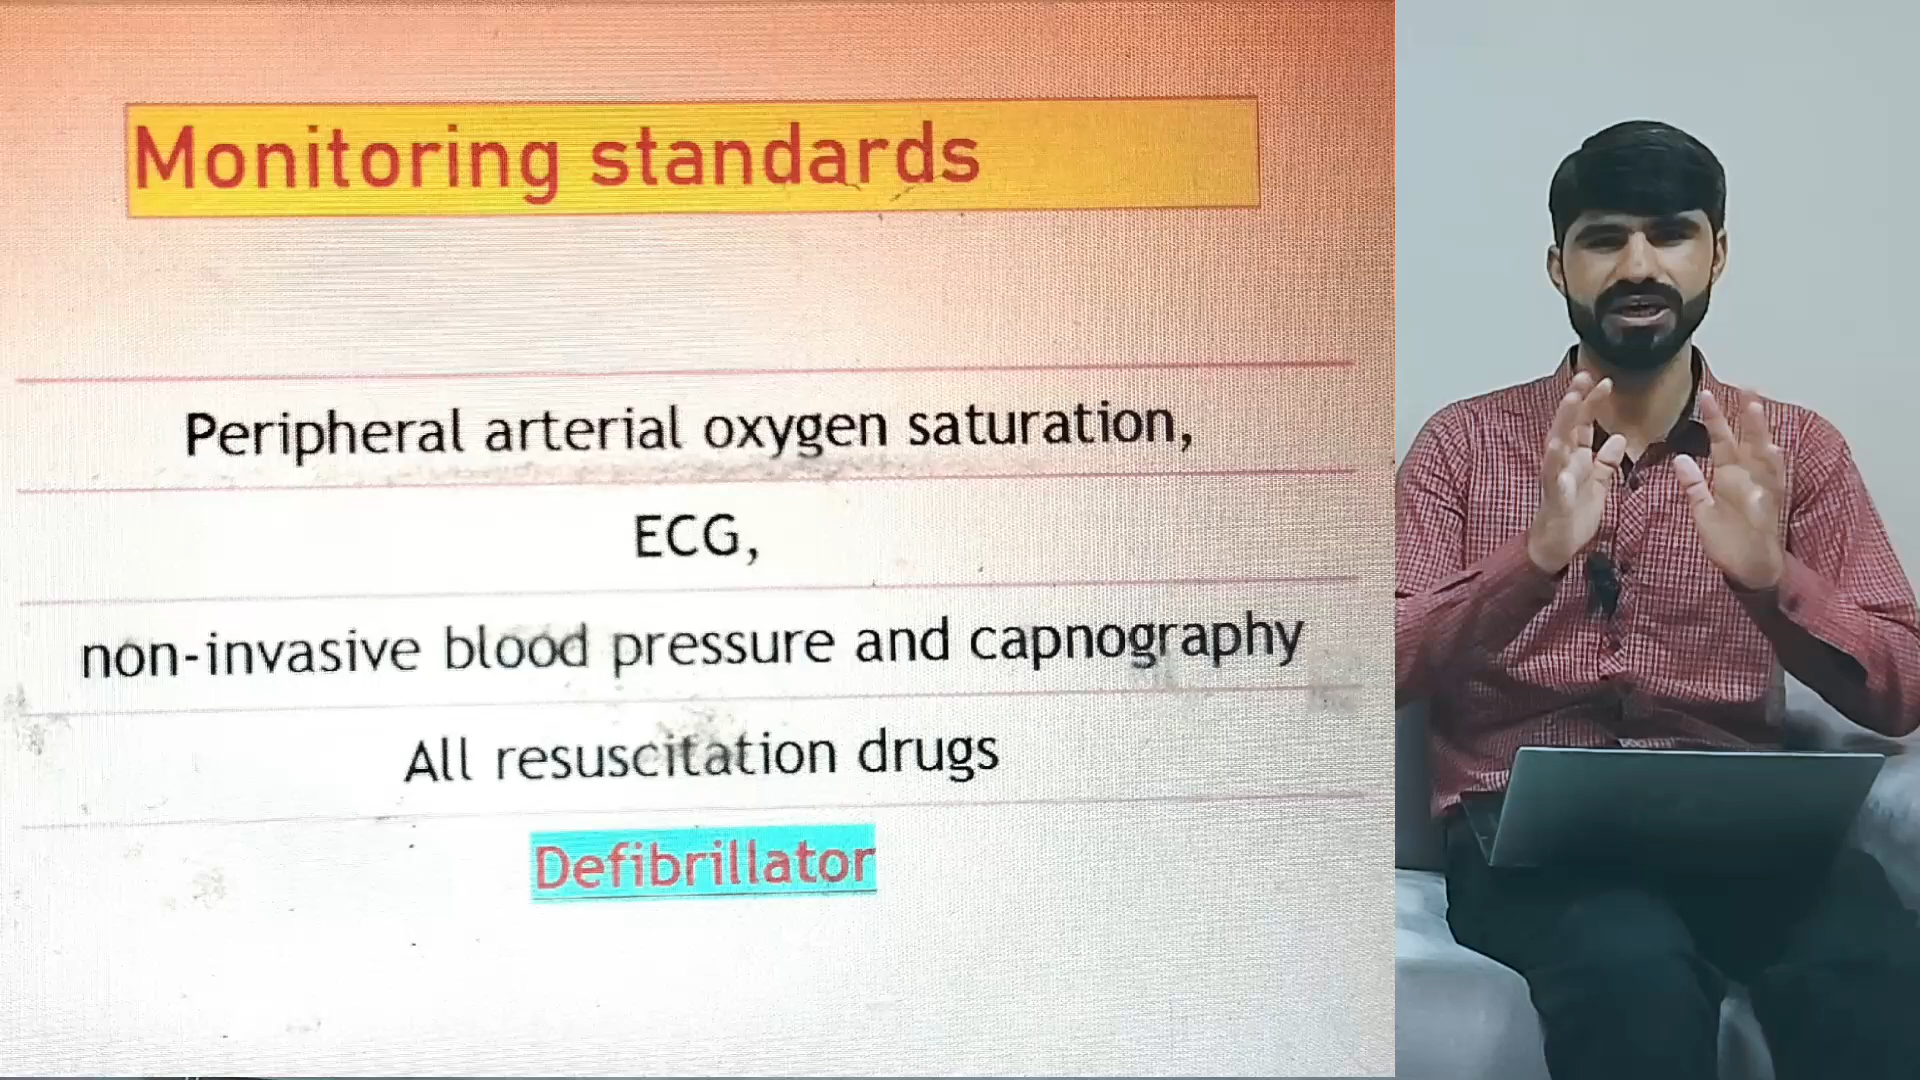 Monitoring standards
Peripheral arterial oxygen saturation,
ECG,
non-invasive blood pressure and capnography
All resuscitation drugs
Defibrillator